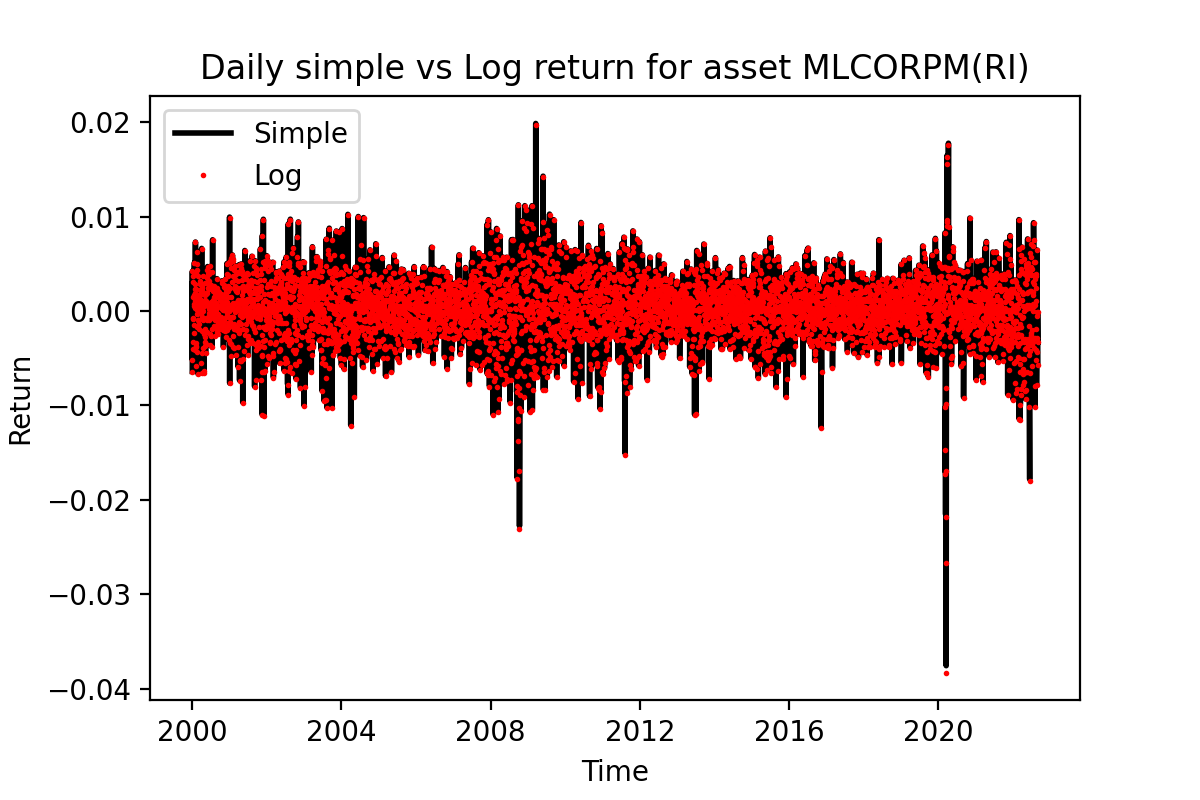 Daily simple vs Log return for asset MLCORPM(RI)
Simple
Log
0.02
0.01
0.00
−0.01
−0.02
−0.03
−0.04
Return
2000 2004 2008 2012 2016 2020
Time